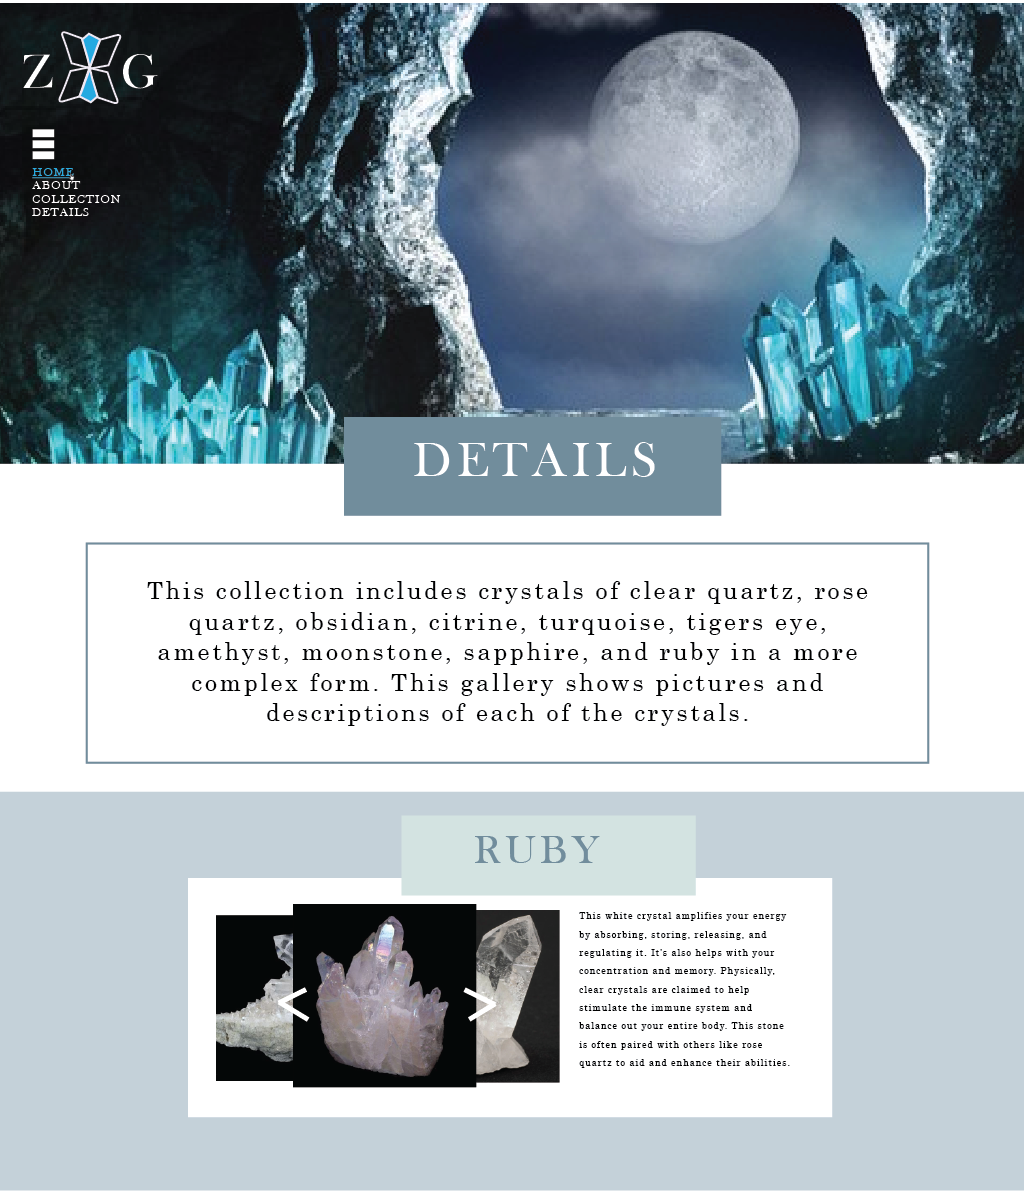 Z G
HOME
ABOUT
COLLECTION
DETAILS
DETAILS
This collection includes crystals of clear quartz, rose
quartz, obsidian, citrine, turquoise, tigers eye,
amethyst, moonstone, sapphire, and ruby in a more
complex form. This gallery shows pictures and
descriptions of each of the crystals.
RUBY
This white crystal amplifies your energy
by absorbing, storing, releasing, and
regulating it. It's also helps with your
concentration and memory. Physically,
clear crystals are claimed to help
stimulate the immune system and
balance out your entire body. This stone
is often paired with others like rose
quartz to aid and enhance their abilities.
< >